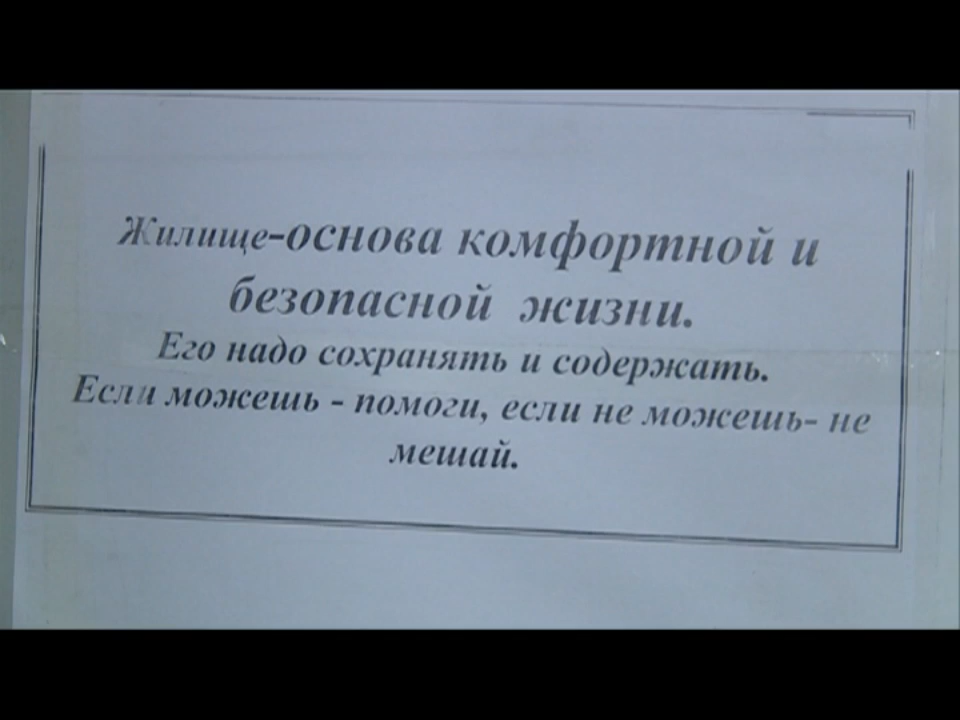 Жилище-основа комфортной и
безопасной жизни.
Его надо сохранять и содержать.
Если можешь - помоги, если не можешь- не
мешай.